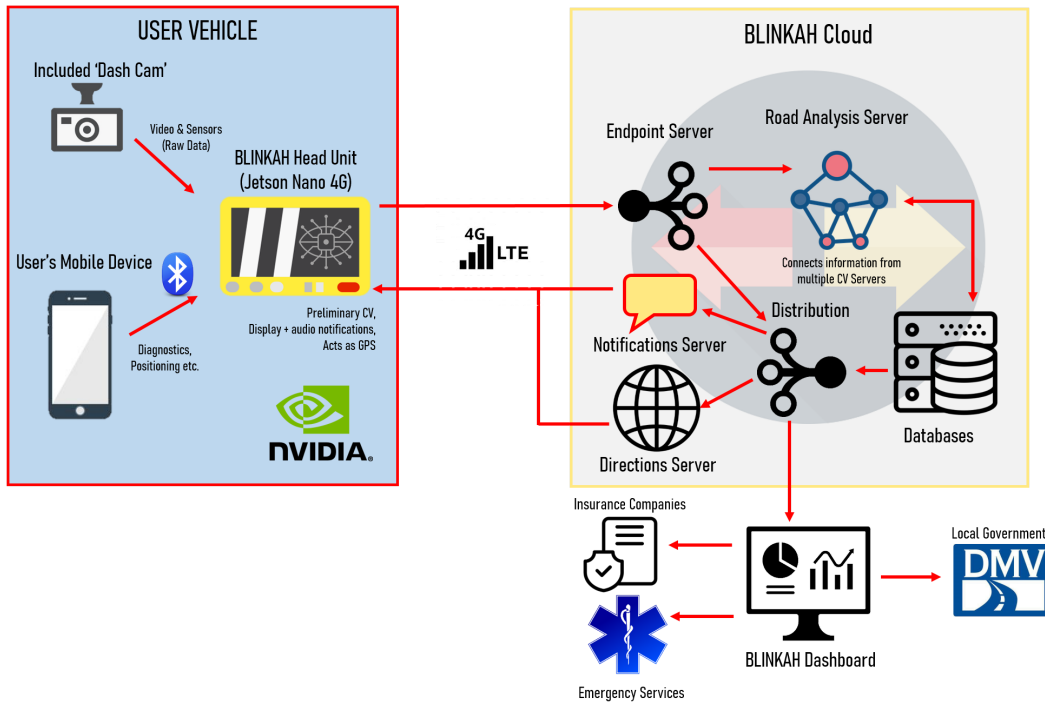 USER VEHICLE
Included 'Dash Cam'
Video & Sensors
(Raw Data)
BLINKAH Head Unit
(Jetson Nano 4G)
User's Mobile Device
Diagnostics,
Positioning etc.
Preliminary CV,
Display + audio notifications,
Acts as GPS
NVIDIA.
4G
LTE
BLINKAH Cloud
Endpoint Server
Road Analysis Server
Connects information from
multiple CV Servers
Distribution
Notifications Server
Directions Server
Databases
Insurance Companies
Emergency Services
BLINKAH Dashboard
Local Government
DMV